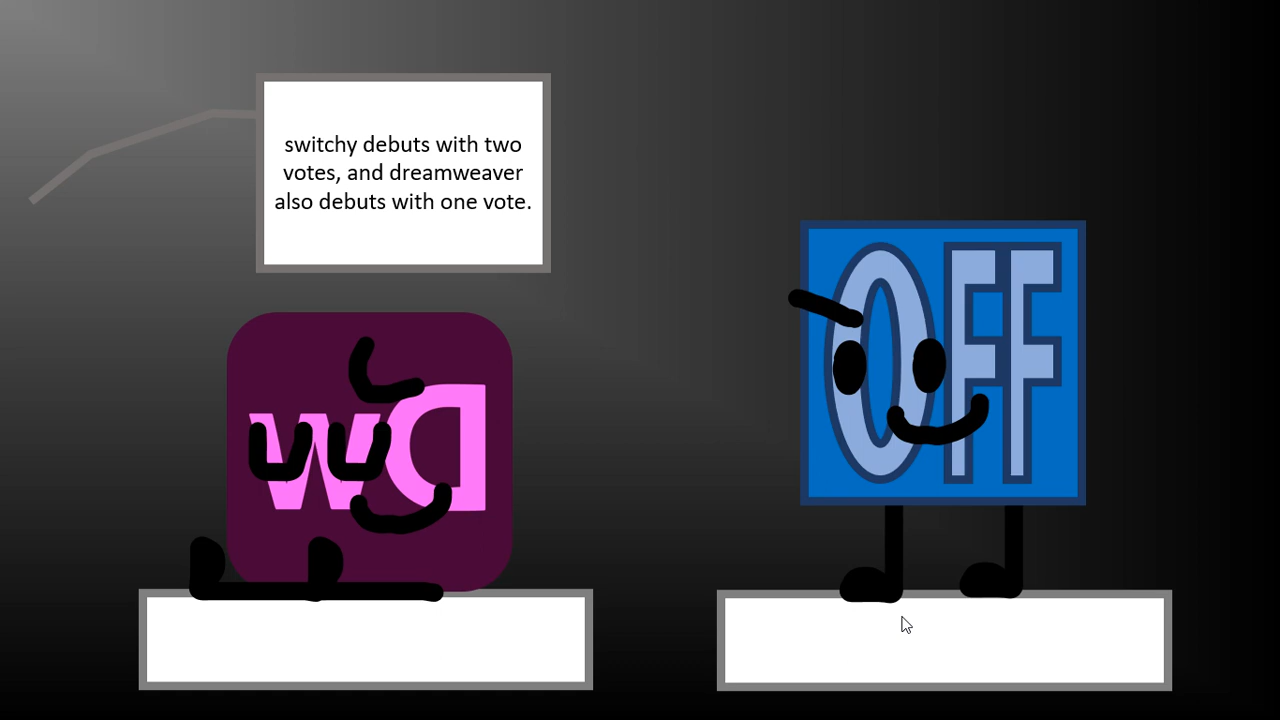 switchy debuts with two
votes, and dreamweaver
also debuts with one vote.
OFF
Dw